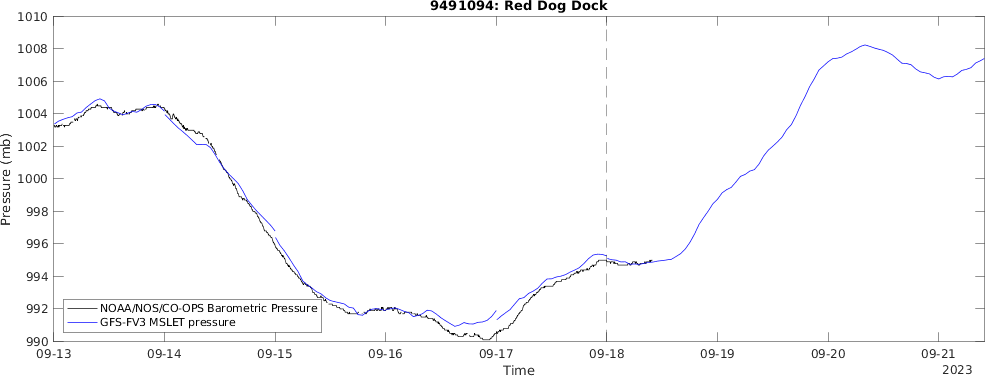 9491094: Red Dog Dock
1010
1008
1006
1004
1002
1000
998
996
994
992
990
Pressure (mb)
NOAA/NOS/CO-OPS Barometric Pressure
GFS-FV3 MSLET pressure
09-13 09-14 09-15 09-16 09-17 09-18 09-19 09-20 09-21
Time
2023